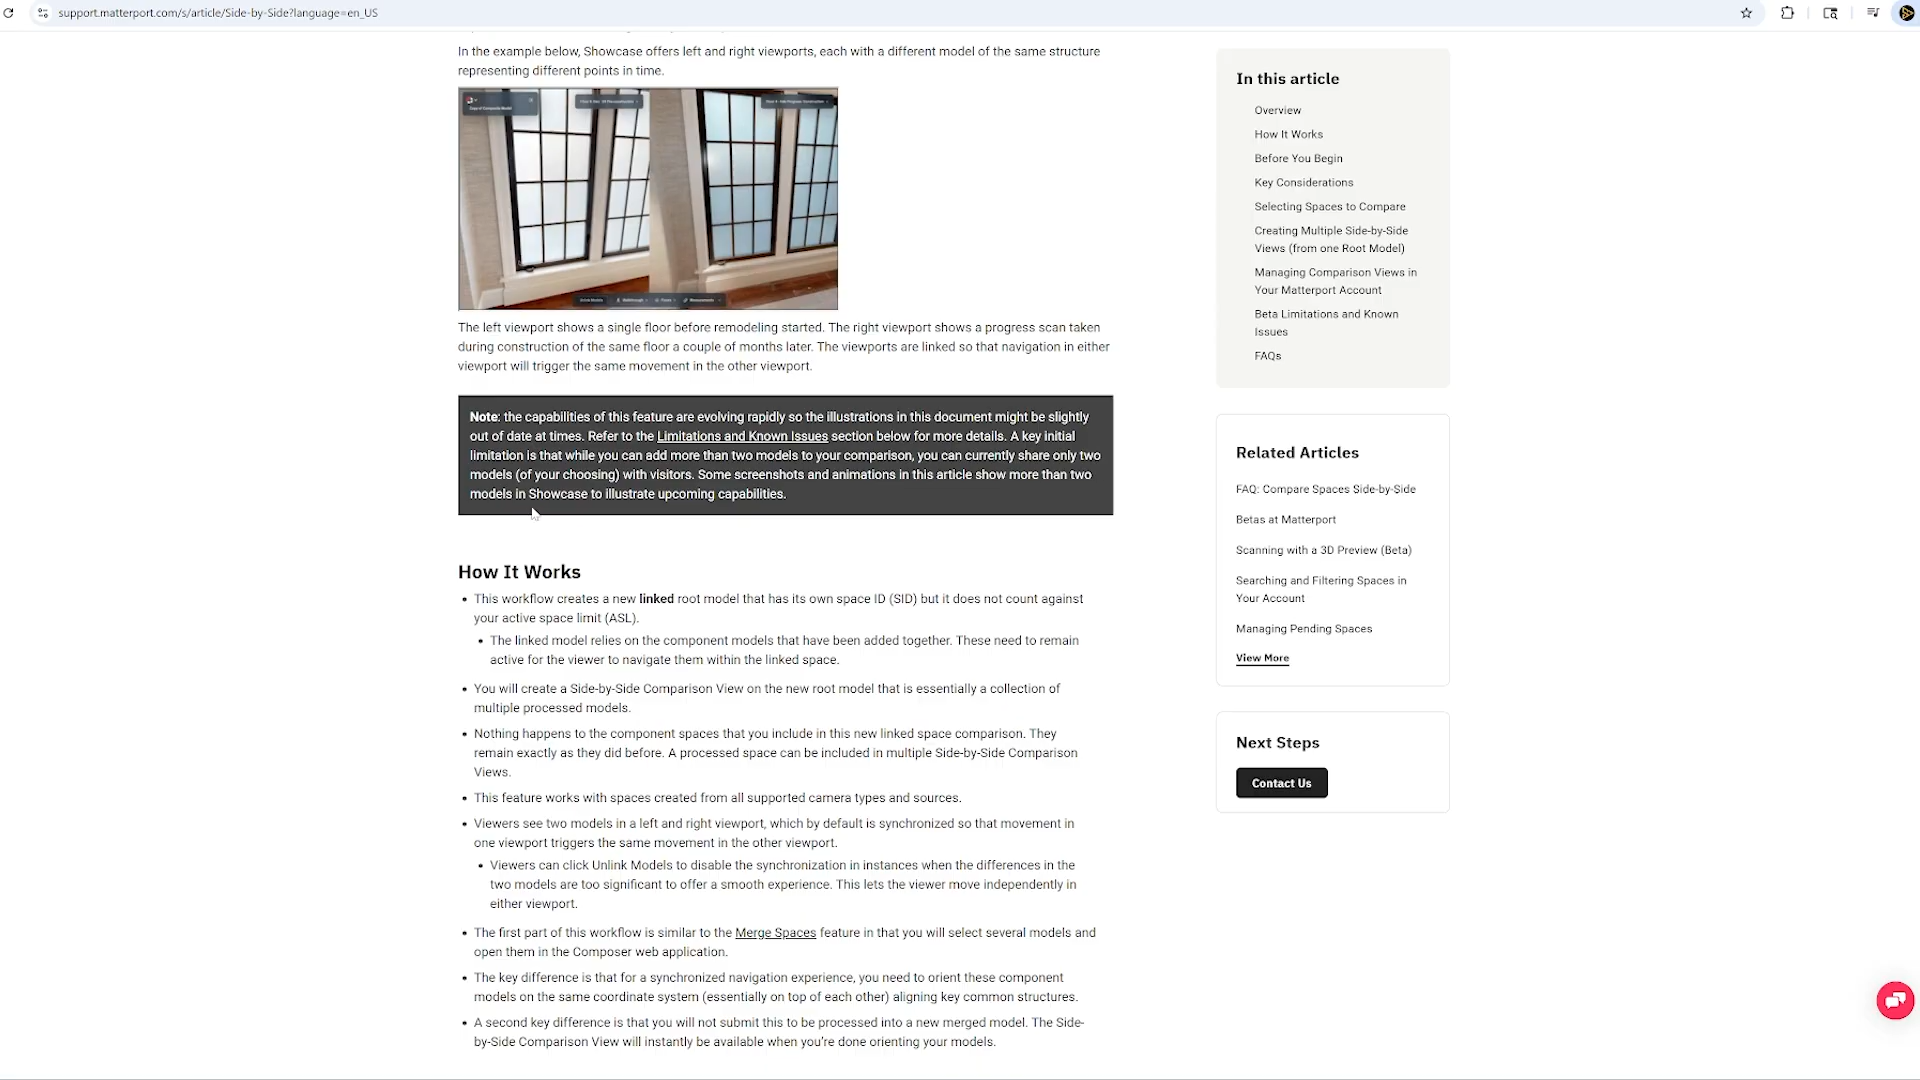 support.matterport.com/s/article/Side-by-Side?language=en_US
In the example below, Showcase offers left and right viewports, each with a different model of the same structure
representing different points in time.
The left viewport shows a single floor before remodeling started. The right viewport shows a progress scan taken
during construction of the same floor a couple of months later. The viewports are linked so that navigation in either
viewport will trigger the same movement in the other viewport.
Note: the capabilities of this feature are evolving rapidly so the illustrations in this document might be slightly
out of date at times. Refer to the Limitations and Known Issues section below for more details. A key initial
limitation is that while you can add more than two models to your comparison, you can currently share only two
models (of your choosing) with visitors. Some screenshots and animations in this article show more than two
models in Showcase to illustrate upcoming capabilities.
How It Works
• This workflow creates a new linked root model that has its own space ID (SID) but it does not count against
your active space limit (ASL).
• The linked model relies on the component models that have been added together. These need to remain
active for the viewer to navigate them within the linked space.
• You will create a Side-by-Side Comparison View on the new root model that is essentially a collection of
multiple processed models.
• Nothing happens to the component spaces that you include in this new linked space comparison. They
remain exactly as they did before. A processed space can be included in multiple Side-by-Side Comparison
Views.
• This feature works with spaces created from all supported camera types and sources.
• Viewers see two models in a left and right viewport, which by default is synchronized so that movement in
one viewport triggers the same movement in the other viewport.
• Viewers can click Unlink Models to disable the synchronization in instances when the differences in the
two models are too significant to offer a smooth experience. This lets the viewer move independently in
either viewport.
• The first part of this workflow is similar to the Merge Spaces feature in that you will select several models and
open them in the Composer web application.
• The key difference is that for a synchronized navigation experience, you need to orient these component
models on the same coordinate system (essentially on top of each other) aligning key common structures.
• A second key difference is that you will not submit this to be processed into a new merged model. The Side-
by-Side Comparison View will instantly be available when you're done orienting your models.
In this article
Overview
How It Works
Before You Begin
Key Considerations
Selecting Spaces to Compare
Creating Multiple Side-by-Side
Views (from one Root Model)
Managing Comparison Views in
Your Matterport Account
Beta Limitations and Known
Issues
FAQs
Related Articles
FAQ: Compare Spaces Side-by-Side
Betas at Matterport
Scanning with a 3D Preview (Beta)
Searching and Filtering Spaces in
Your Account
Managing Pending Spaces
View More
Next Steps
Contact Us